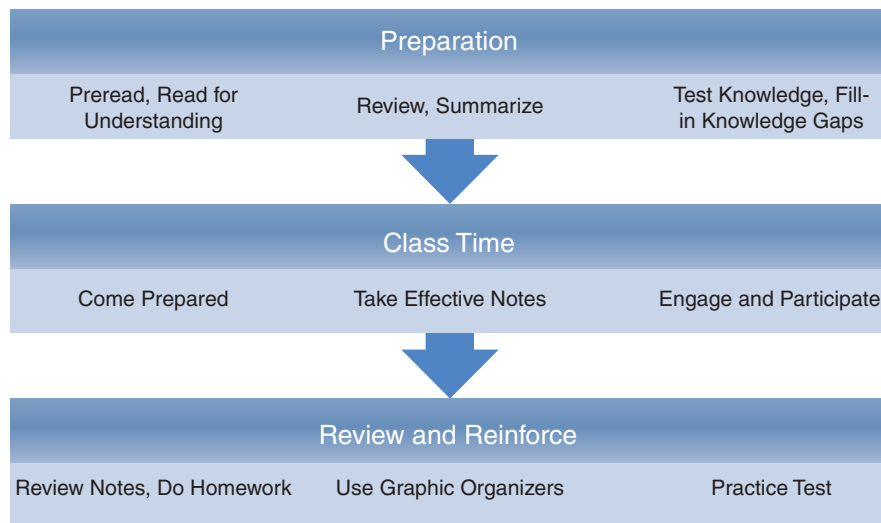 Preparation
Preread, Read for
Understanding
Review, Summarize
Test Knowledge, Fill-
in Knowledge Gaps
Class Time
Come Prepared
Take Effective Notes
Engage and Participate
Review and Reinforce
Review Notes, Do Homework
Use Graphic Organizers
Practice Test